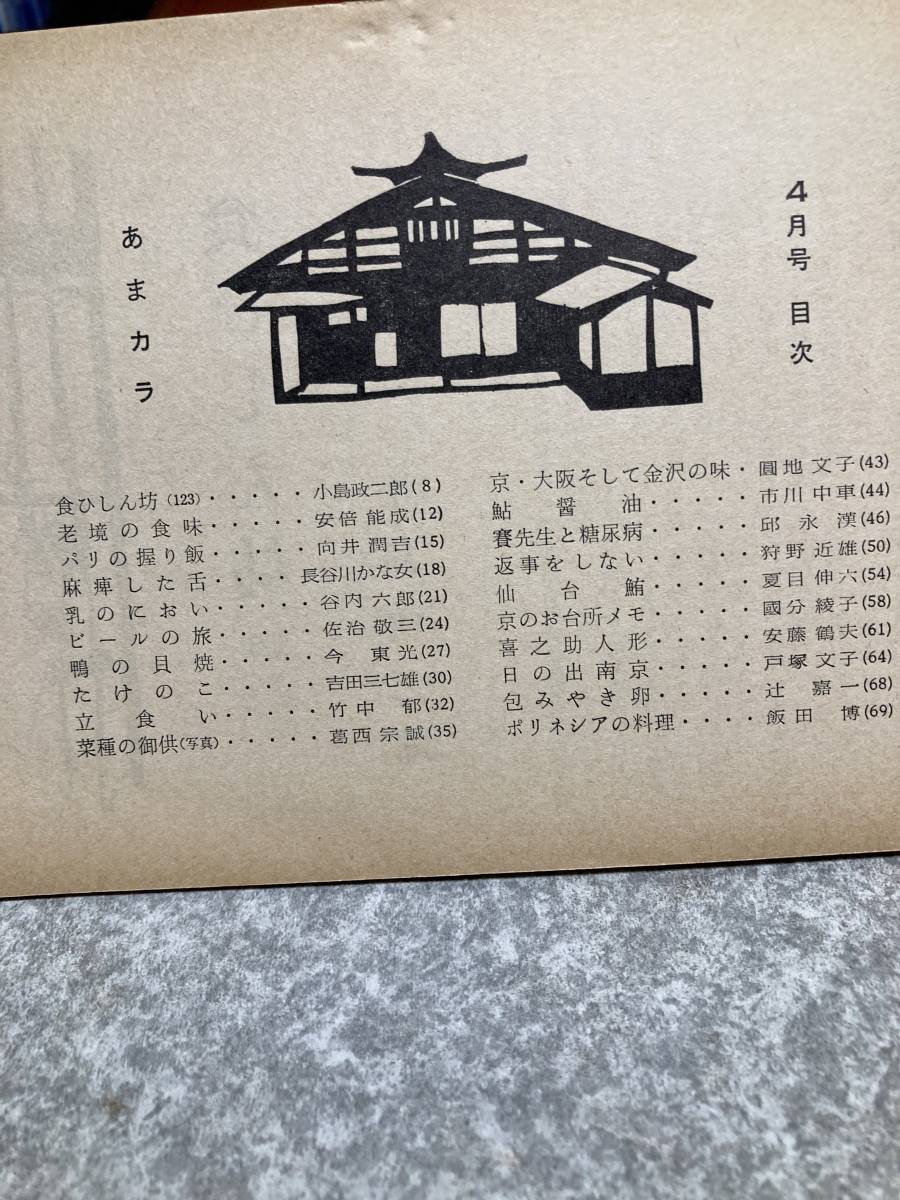 4月号 目次
あまカラ
食ひしん坊(123)・・・・・小島政二郎(8)
老境の食味・・・・・安倍能成(12)
パリの握り飯・・・・・向井潤吉(15)
麻痺した舌・・・・長谷川かな女(18)
乳のにおい・・・・・谷内六郎(21)
ビールの旅・・・・・佐治敬三(24)
鴨の貝焼・・・・・今東光(27)
たけのこ・・・・・吉田三七雄(30)
立食い・・・・・竹中郁(32)
菜種の御供(写真)・・・・・葛西宗誠(35)
京・大阪そして金沢の味・圓地文子(43)
鮎醤油・・・・・市川中車(44)
賽先生と糖尿病・・・・・邱永漢(46)
返事をしない・・・・・狩野近雄(50)
仙台鮪・・・・・夏目伸六(54)
京のお台所メモ・・・・・國分綾子(58)
喜之助人形・・・・・安藤鶴夫(61)
日の出南京・・・・・戸塚文子(64)
包みやき卵・・・・・辻嘉一(68)
ポリネシアの料理・・・・飯田博(69)